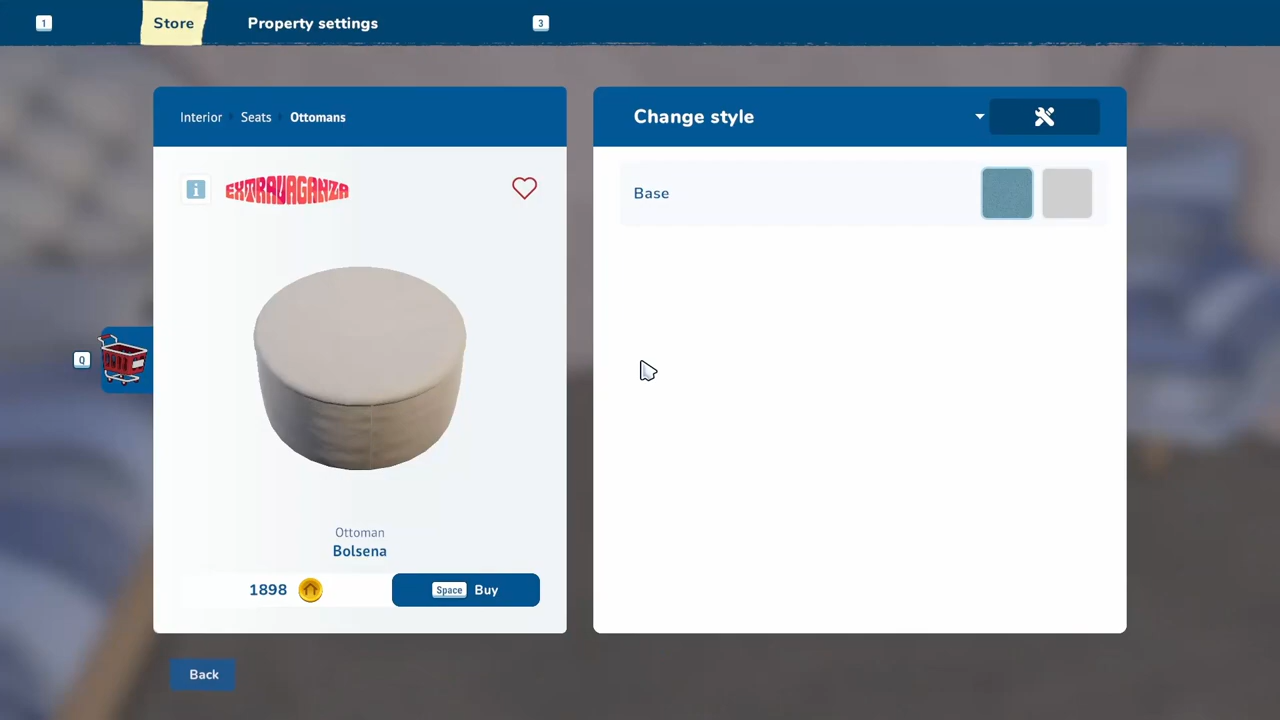 1
Store
Property settings
3
Interior Seats Ottomans
Change style
EXTRAVAGANZA
Base
Q
Ottoman
Bolsena
1898
Space Buy
Back